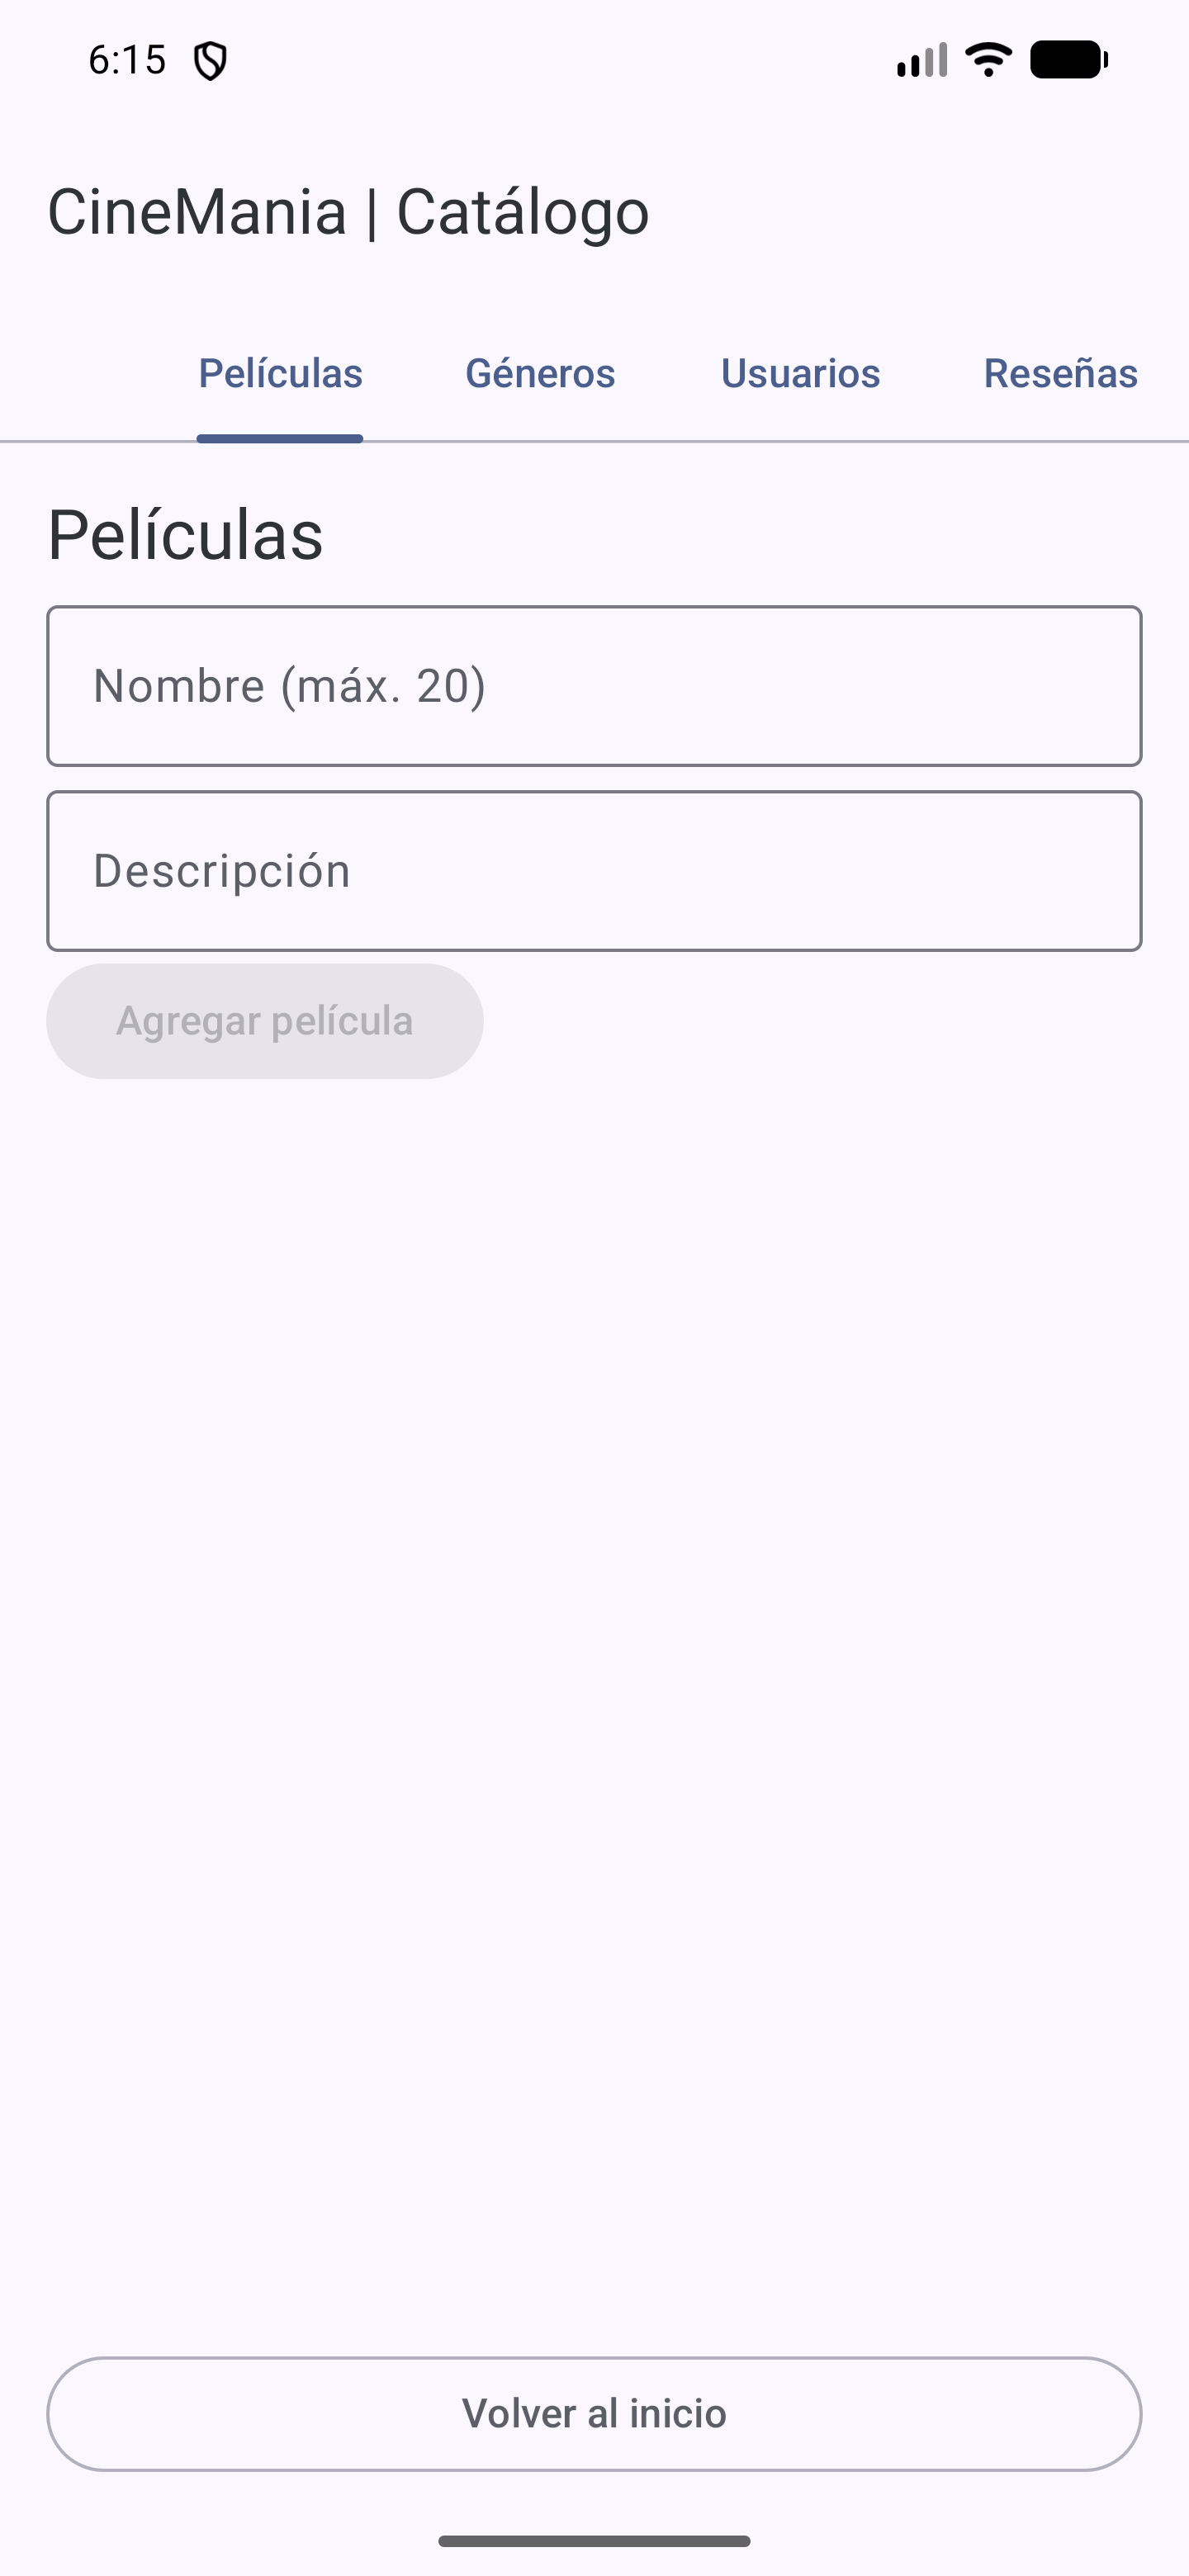 6:15
CineMania | Catálogo
Películas Géneros Usuarios Reseñas
Películas
Nombre (máx. 20)
Descripción
Agregar película
Volver al inicio